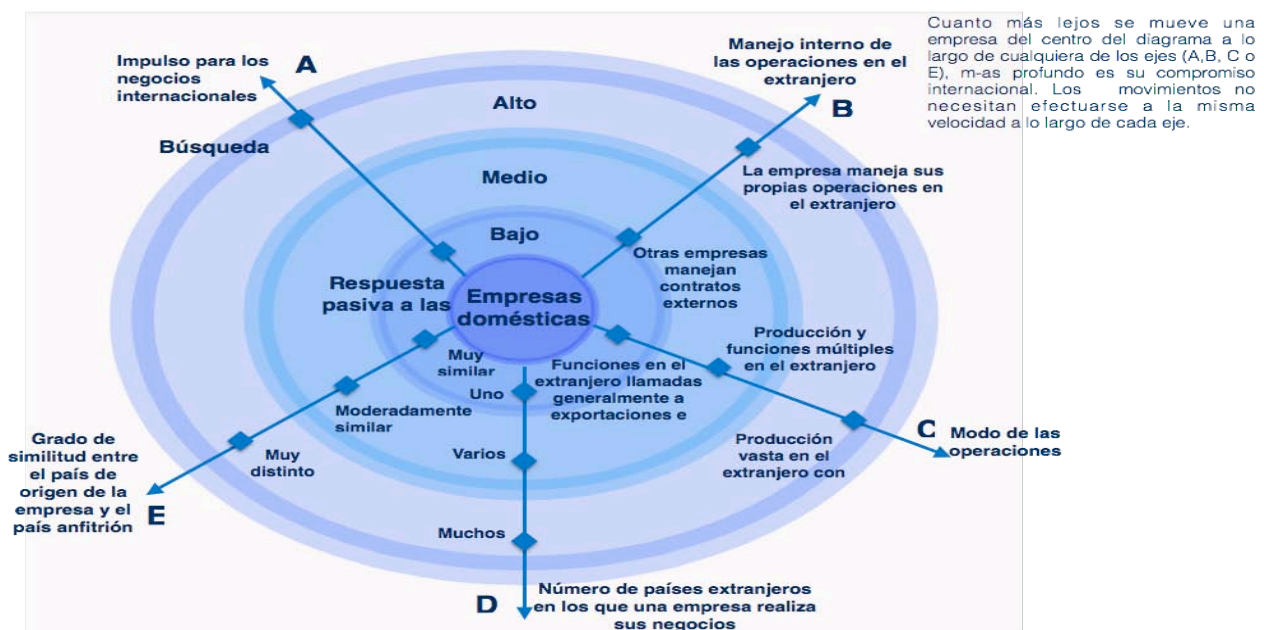 Cuanto más lejos se mueve una
empresa del centro del diagrama a lo
largo de cualquiera de los ejes (A,B, C o
E), m-as profundo es su compromiso
internacional. Los movimientos no
necesitan efectuarse a la misma
velocidad a lo largo de cada eje.
Impulso para los
negocios
internacionales
A
Búsqueda
Manejo interno de
las operaciones en el
extranjero
B
Alto
Medio
Bajo
La empresa maneja sus
propias operaciones en
el extranjero
Otras empresas
manejan
contratos
externos
Respuesta
pasiva a las
Empresas
domésticas
Producción y
funciones múltiples
en el extranjero
Muy
similar
Uno
Funciones en el
extranjero llamadas
generalmente a
exportaciones e
Moderadamente
similar
Varios
Producción
vasta en el
extranjero con
C
Modo de las
operaciones
Grado de
similitud entre
el país de
origen de la
empresa y el
país anfitrión
E
Muy
distinto
Muchos
D
Número de países extranjeros
en los que una empresa realiza
sus negocios